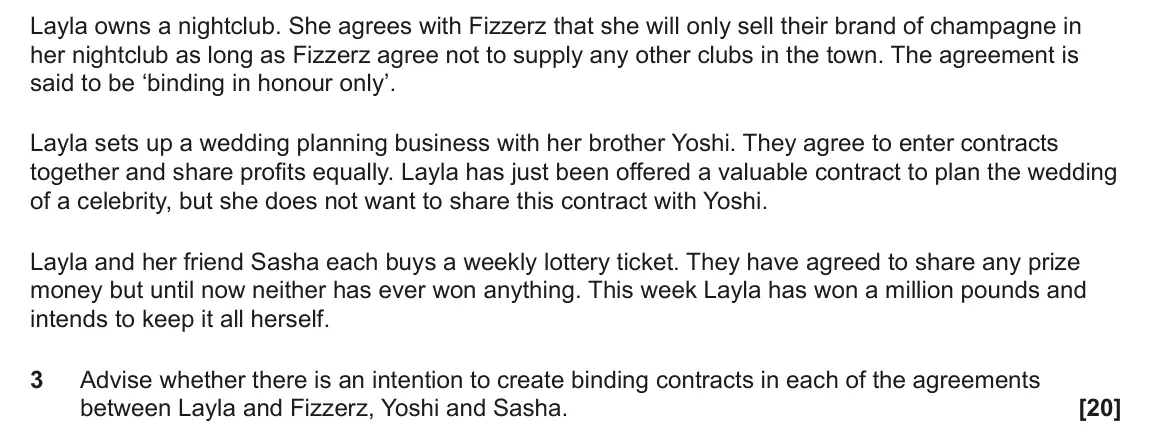 Layla owns a nightclub. She agrees with Fizzerz that she will only sell their brand of champagne in
her nightclub as long as Fizzerz agree not to supply any other clubs in the town. The agreement is
said to be ‘binding in honour only’.
Layla sets up a wedding planning business with her brother Yoshi. They agree to enter contracts
together and share profits equally. Layla has just been offered a valuable contract to plan the wedding
of a celebrity, but she does not want to share this contract with Yoshi.
Layla and her friend Sasha each buys a weekly lottery ticket. They have agreed to share any prize
money but until now neither has ever won anything. This week Layla has won a million pounds and
intends to keep it all herself.
3 Advise whether there is an intention to create binding contracts in each of the agreements
between Layla and Fizzerz, Yoshi and Sasha. [20]